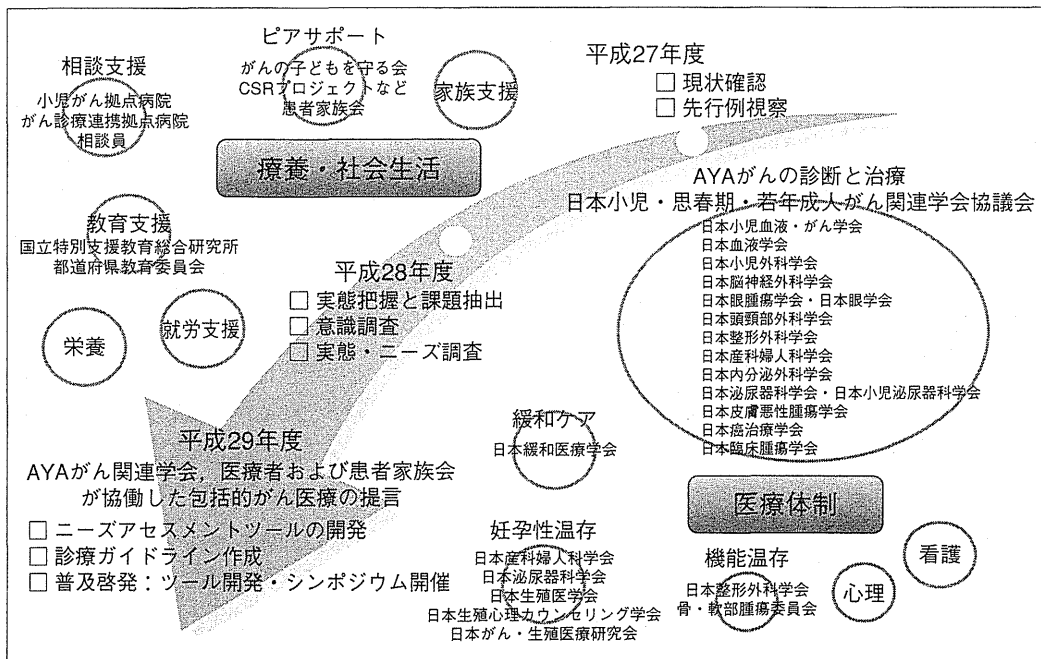 ピアサポート
がんの子どもを守る会
CSRプロジェクトなど
患者家族会
家族支援
相談支援
小児がん拠点病院
がん診療連携拠点病院
相談員
療養・社会生活
教育支援
国立特別支援教育総合研究所
都道府県教育委員会
栄養
就労支援
平成27年度
□ 現状確認
□ 先行例視察
平成28年度
□ 実態把握と課題抽出
□ 意識調査
□ 実態・ニーズ調査
平成29年度
AYAがん関連学会，医療者および患者家族会
が協働した包括的がん医療の提言
□ ニーズアセスメントツールの開発
□ 診療ガイドライン作成
□ 普及啓発：ツール開発・シンポジウム開催
AYAがんの診断と治療
日本小児・思春期・若年成人がん関連学会協議会
日本小児血液・がん学会
日本血液学会
日本小児外科学会
日本脳神経外科学会
日本眼腫瘍学会・日本眼学会
日本頭頸部外科学会
日本整形外科学会
日本産科婦人科学会
日本内分泌外科学会
日本泌尿器科学会・日本小児泌尿器科学会
日本皮膚悪性腫瘍学会
日本癌治療学会
日本臨床腫瘍学会
医療体制
緩和ケア
日本緩和医療学会
妊孕性温存
日本産科婦人科学会
日本泌尿器科学会
日本生殖医学会
日本生殖心理カウンセリング学会
日本がん・生殖医療研究会
機能温存
日本整形外科学会
骨・軟部腫瘍委員会
心理
看護